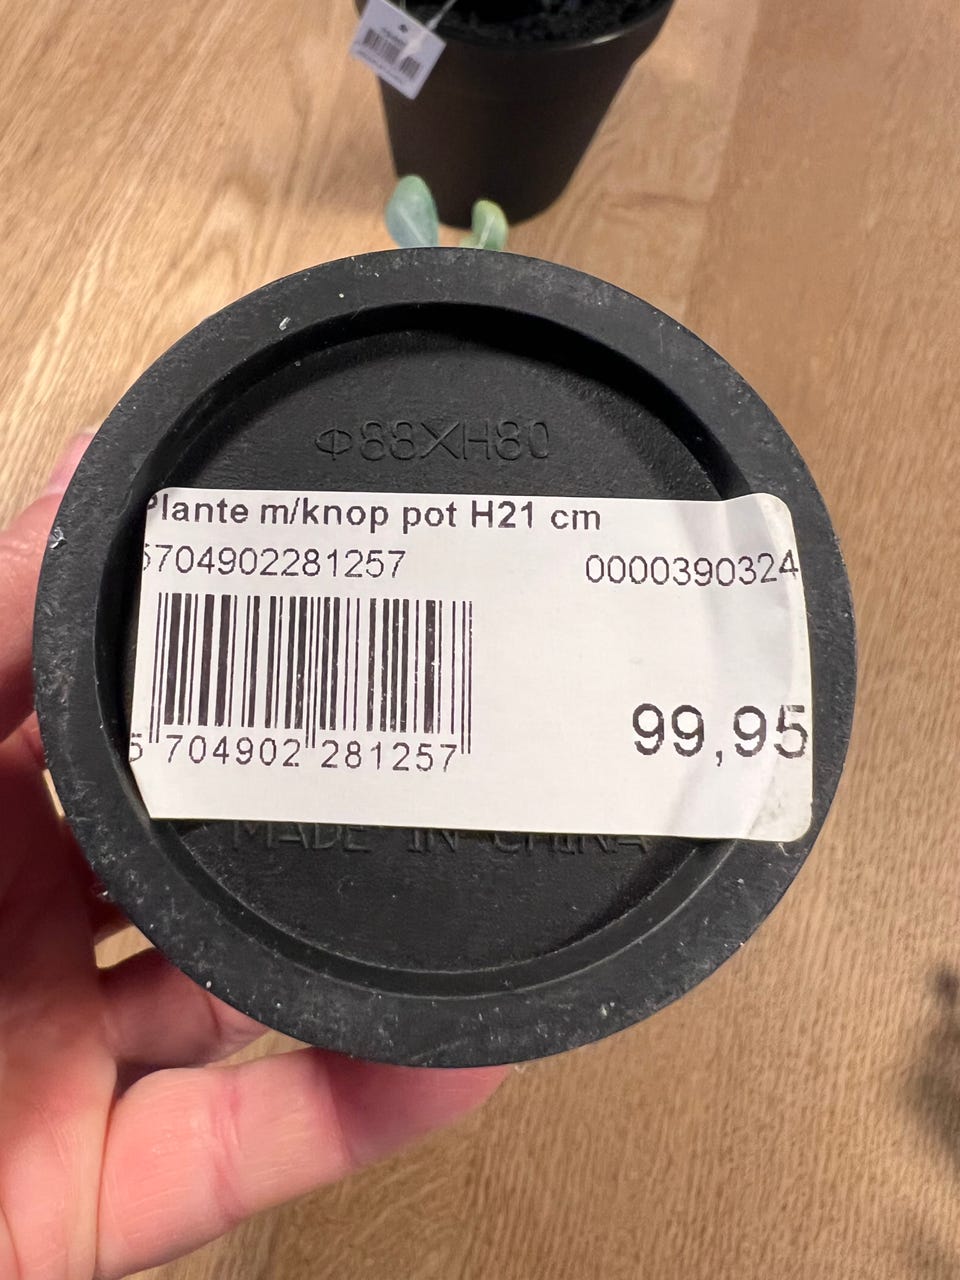 Φ88XH80
Plante m/knop pot H21 cm
5704902281257 0000390324
5 704902 281257
99,95
MADE IN CHINA